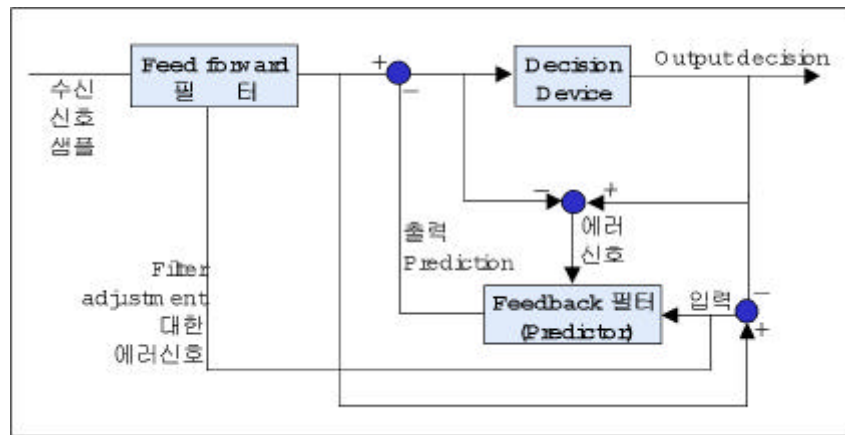 Feed forward
필 터
수신
신호
샘플
+
−
Decision
Device
Output decision
−
+
에러
신호
출력
Prediction
Filter
adjustment
대한
에러신호
Feedback 필터
(Predictor)
입력
−
+